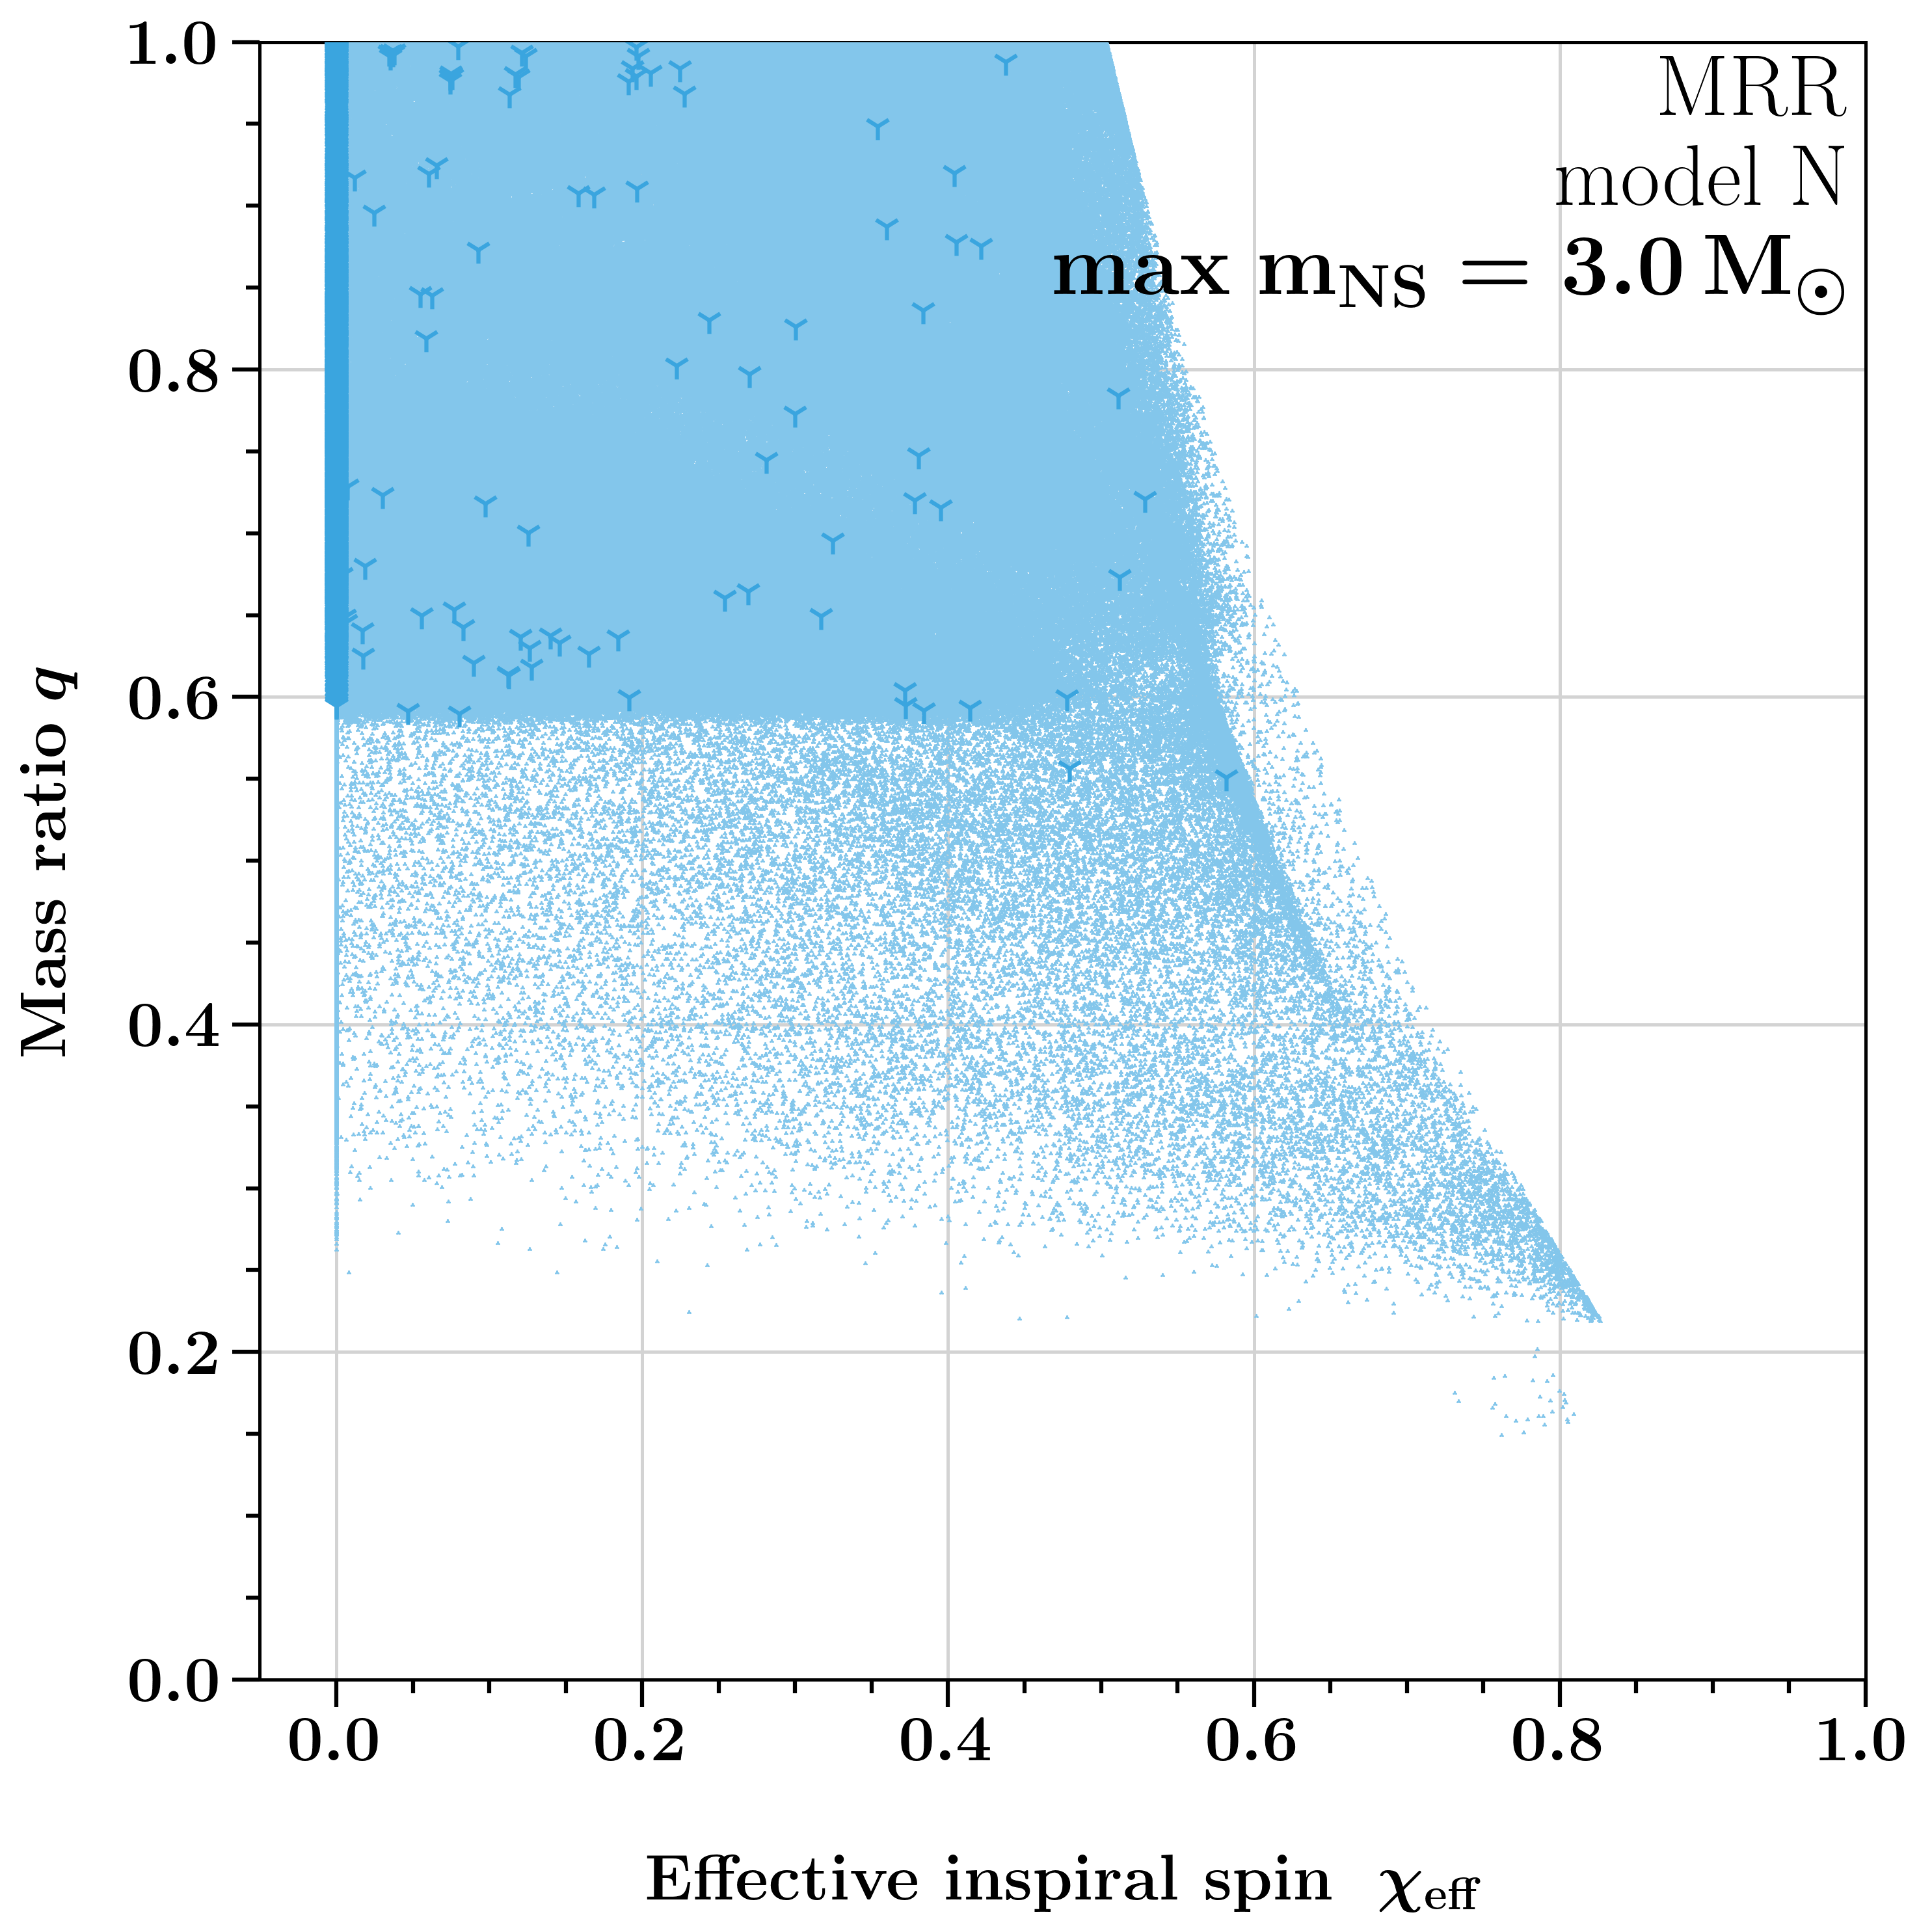 MRR
model N
max m_NS = 3.0 M_⊙
1.0
0.8
0.6
0.4
0.2
0.0
Mass ratio q
0.0 0.2 0.4 0.6 0.8 1.0
Effective inspiral spin χ_eff